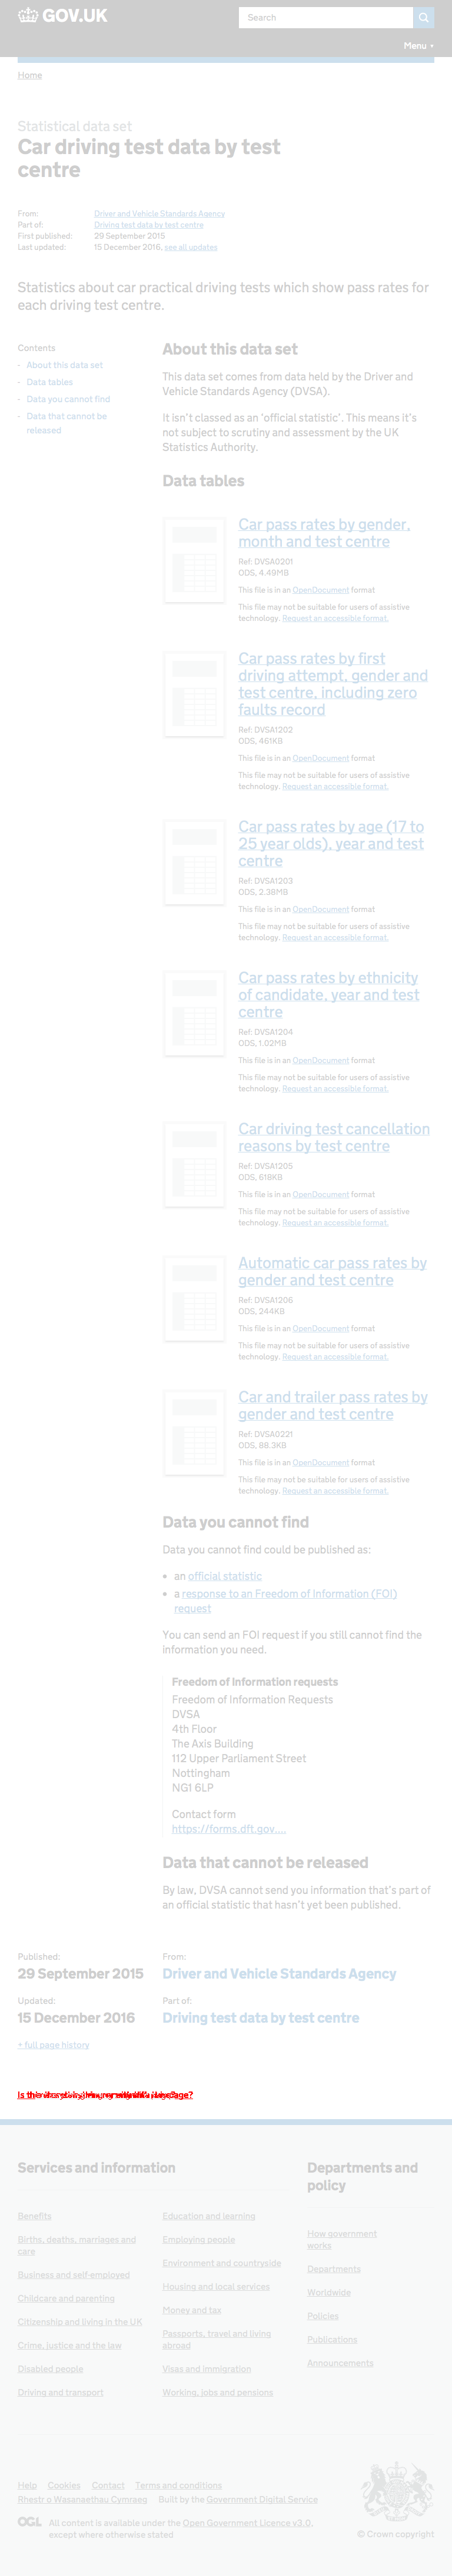 GOV.UK
Search
Menu
Home
Statistical data set
Car driving test data by test
centre
From: Driver and Vehicle Standards Agency
Part of: Driving test data by test centre
First published: 29 September 2015
Last updated: 15 December 2016, see all updates
Statistics about car practical driving tests which show pass rates for
each driving test centre.
Contents
- About this data set
- Data tables
- Data you cannot find
- Data that cannot be
released
About this data set
This data set comes from data held by the Driver and
Vehicle Standards Agency (DVSA).
It isn't classed as an 'official statistic'. This means it's
not subject to scrutiny and assessment by the UK
Statistics Authority.
Data tables
Car pass rates by gender,
month and test centre
Ref: DVSA0201
ODS, 4.49MB
This file is in an OpenDocument format
This file may not be suitable for users of assistive
technology. Request an accessible format.
Car pass rates by first
driving attempt, gender and
test centre, including zero
faults record
Ref: DVSA1202
ODS, 461KB
This file is in an OpenDocument format
This file may not be suitable for users of assistive
technology. Request an accessible format.
Car pass rates by age (17 to
25 year olds), year and test
centre
Ref: DVSA1203
ODS, 2.38MB
This file is in an OpenDocument format
This file may not be suitable for users of assistive
technology. Request an accessible format.
Car pass rates by ethnicity
of candidate, year and test
centre
Ref: DVSA1204
ODS, 1.02MB
This file is in an OpenDocument format
This file may not be suitable for users of assistive
technology. Request an accessible format.
Car driving test cancellation
reasons by test centre
Ref: DVSA1205
ODS, 618KB
This file is in an OpenDocument format
This file may not be suitable for users of assistive
technology. Request an accessible format.
Automatic car pass rates by
gender and test centre
Ref: DVSA1206
ODS, 244KB
This file is in an OpenDocument format
This file may not be suitable for users of assistive
technology. Request an accessible format.
Car and trailer pass rates by
gender and test centre
Ref: DVSA0221
ODS, 88.3KB
This file is in an OpenDocument format
This file may not be suitable for users of assistive
technology. Request an accessible format.
Data you cannot find
Data you cannot find could be published as:
• an official statistic
• a response to an Freedom of Information (FOI)
request
You can send an FOI request if you still cannot find the
information you need.
Freedom of Information requests
Freedom of Information Requests
DVSA
4th Floor
The Axis Building
112 Upper Parliament Street
Nottingham
NG1 6LP
Contact form
https://forms.dft.gov....
Data that cannot be released
By law, DVSA cannot send you information that's part of
an official statistic that hasn't yet been published.
Published:
29 September 2015
From:
Driver and Vehicle Standards Agency
Updated:
15 December 2016
Part of:
Driving test data by test centre
+ full page history
Services and information
Benefits
Births, deaths, marriages and
care
Business and self-employed
Childcare and parenting
Citizenship and living in the UK
Crime, justice and the law
Disabled people
Driving and transport
Education and learning
Employing people
Environment and countryside
Housing and local services
Money and tax
Passports, travel and living
abroad
Visas and immigration
Working, jobs and pensions
Departments and
policy
How government
works
Departments
Worldwide
Policies
Publications
Announcements
Help Cookies Contact Terms and conditions
Rhestr o Wasanaethau Cymraeg Built by the Government Digital Service
OGL All content is available under the Open Government Licence v3.0,
except where otherwise stated
© Crown copyright